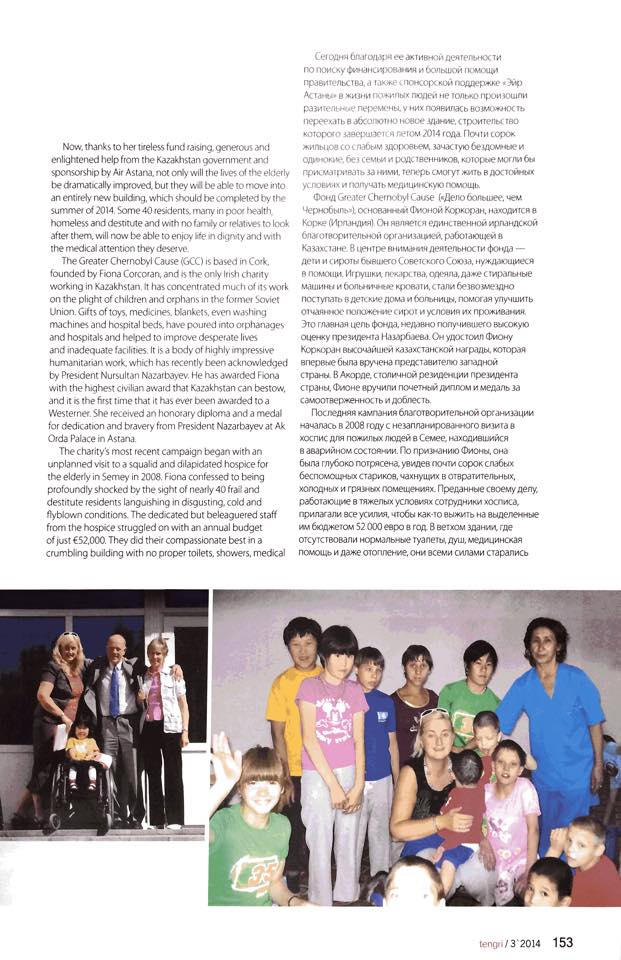 Now, thanks to her tireless fund raising, generous and
enlightened help from the Kazakhstan government and
sponsorship by Air Astana, not only will the lives of the elderly
be dramatically improved, but they will be able to move into
an entirely new building, which should be completed by the
summer of 2014. Some 40 residents, many in poor health,
homeless and destitute and with no family or relatives to look
after them, will now be able to enjoy life in dignity and with
the medical attention they deserve.
The Greater Chernobyl Cause (GCC) is based in Cork,
founded by Fiona Corcoran, and is the only Irish charity
working in Kazakhstan. It has concentrated much of its work
on the plight of children and orphans in the former Soviet
Union. Gifts of toys, medicines, blankets, even washing
machines and hospital beds, have poured into orphanages
and hospitals and helped to improve desperate lives
and inadequate facilities. It is a body of highly impressive
humanitarian work, which has recently been acknowledged
by President Nursultan Nazarbayev. He has awarded Fiona
with the highest civilian award that Kazakhstan can bestow,
and it is the first time that it has ever been awarded to a
Westerner. She received an honorary diploma and a medal
for dedication and bravery from President Nazarbayev at Ak
Orda Palace in Astana.
The charity's most recent campaign began with an
unplanned visit to a squalid and dilapidated hospice for
the elderly in Semey in 2008. Fiona confessed to being
profoundly shocked by the sight of nearly 40 frail and
destitute residents languishing in disgusting, cold and
flyblown conditions. The dedicated but beleaguered staff
from the hospice struggled on with an annual budget
of just €52,000. They did their compassionate best in a
crumbling building with no proper toilets, showers, medical
Сегодня благодаря ее активной деятельности
по поиску финансирования и большой помощи
правительства, а также спонсорской поддержке «Эйр
Астаны» в жизни пожилых людей не только произошли
разительные перемены, у них появилась возможность
переехать в абсолютно новое здание, строительство
которого завершается летом 2014 года. Почти сорок
жильцов со слабым здоровьем, зачастую бездомные и
одинокие, без семьи и родственников, которые могли бы
присматривать за ними, теперь смогут жить в достойных
условиях и получать медицинскую помощь.
Фонд Greater Chernobyl Cause («Дело большее, чем
Чернобыль»), основанный Фионой Коркоран, находится в
Корке (Ирландия). Он является единственной ирландской
благотворительной организацией, работающей в
Казахстане. В центре внимания деятельности фонда —
дети и сироты бывшего Советского Союза, нуждающиеся
в помощи. Игрушки, лекарства, одеяла, даже стиральные
машины и больничные кровати, стали безвозмездно
поступать в детские дома и больницы, помогая улучшить
отчаянное положение сирот и условия их проживания.
Это главная цель фонда, недавно получившего высокую
оценку президента Назарбаева. Он удостоил Фиону
Коркоран высочайшей казахстанской награды, которая
впервые была вручена представителю западной
страны. В Акорде, столичной резиденции президента
страны, Фионе вручили почетный диплом и медаль за
самоотверженность и доблесть.
Последняя кампания благотворительной организации
началась в 2008 году с незапланированного визита в
хоспис для пожилых людей в Семее, находившийся
в аварийном состоянии. По признанию Фионы, она
была глубоко потрясена, увидев почти сорок слабых
беспомощных стариков, чахнущих в отвратительных,
холодных и грязных помещениях. Преданные своему делу,
работающие в тяжелых условиях сотрудники хосписа,
прилагали все усилия, чтобы как-то выжить на выделенные
им бюджетом 52 000 евро в год. В ветхом здании, где
отсутствовали нормальные туалеты, душ, медицинская
помощь и даже отопление, они всеми силами старались
35
tengri / 3`2014 153